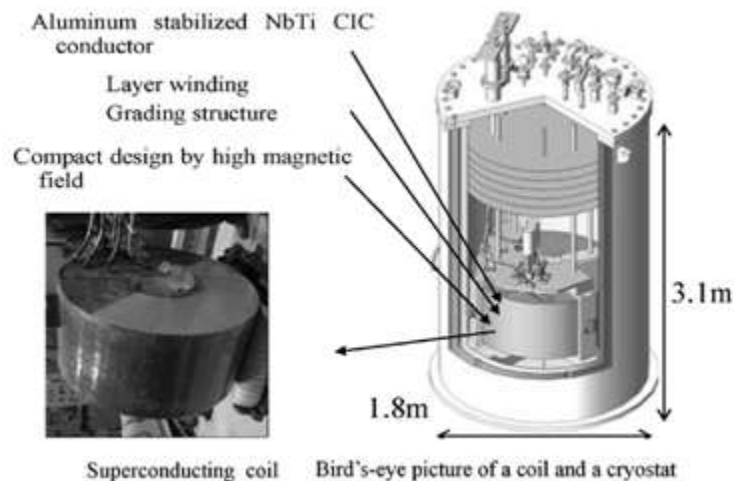 Aluminum stabilized NbTi CIC
conductor
Layer winding
Grading structure
Compact design by high magnetic
field
3.1m
1.8m
Superconducting coil
Bird's-eye picture of a coil and a cryostat